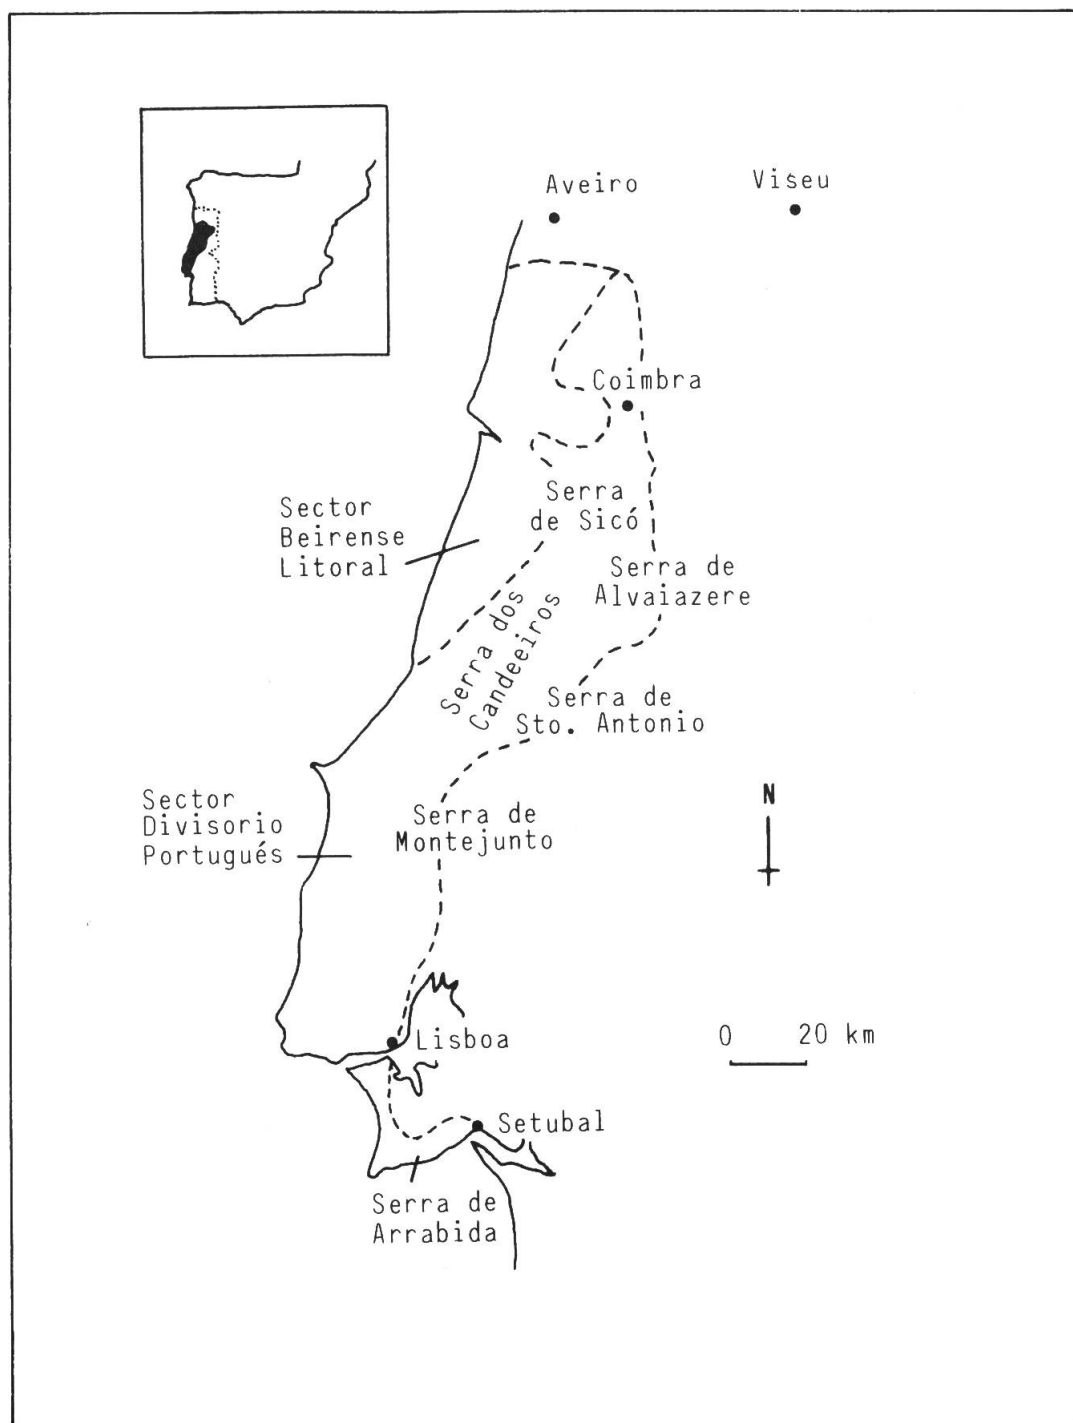 Aveiro
Viseu
Coimbra
Serra
de Sicó
Sector
Beirense
Litoral
Serra de
Alvaiazere
Serra dos
Candeeiros
Serra de
Sto. Antonio
N
Sector
Divisorio
Portugués
Serra de
Montejunto
Lisboa
0 20 km
Setubal
Serra de
Arrabida